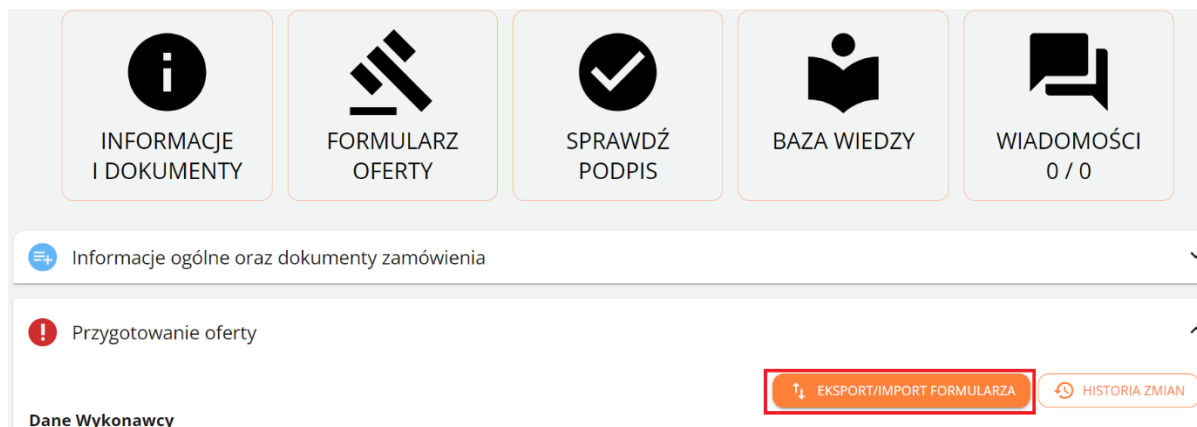 INFORMACJE
I DOKUMENTY
FORMULARZ
OFERTY
SPRAWDŹ
PODPIS
BAZA WIEDZY
WIADOMOŚCI
0 / 0
Informacje ogólne oraz dokumenty zamówienia
Przygotowanie oferty
EKSPORT/IMPORT FORMULARZA
HISTORIA ZMIAN
Dane Wykonawcy